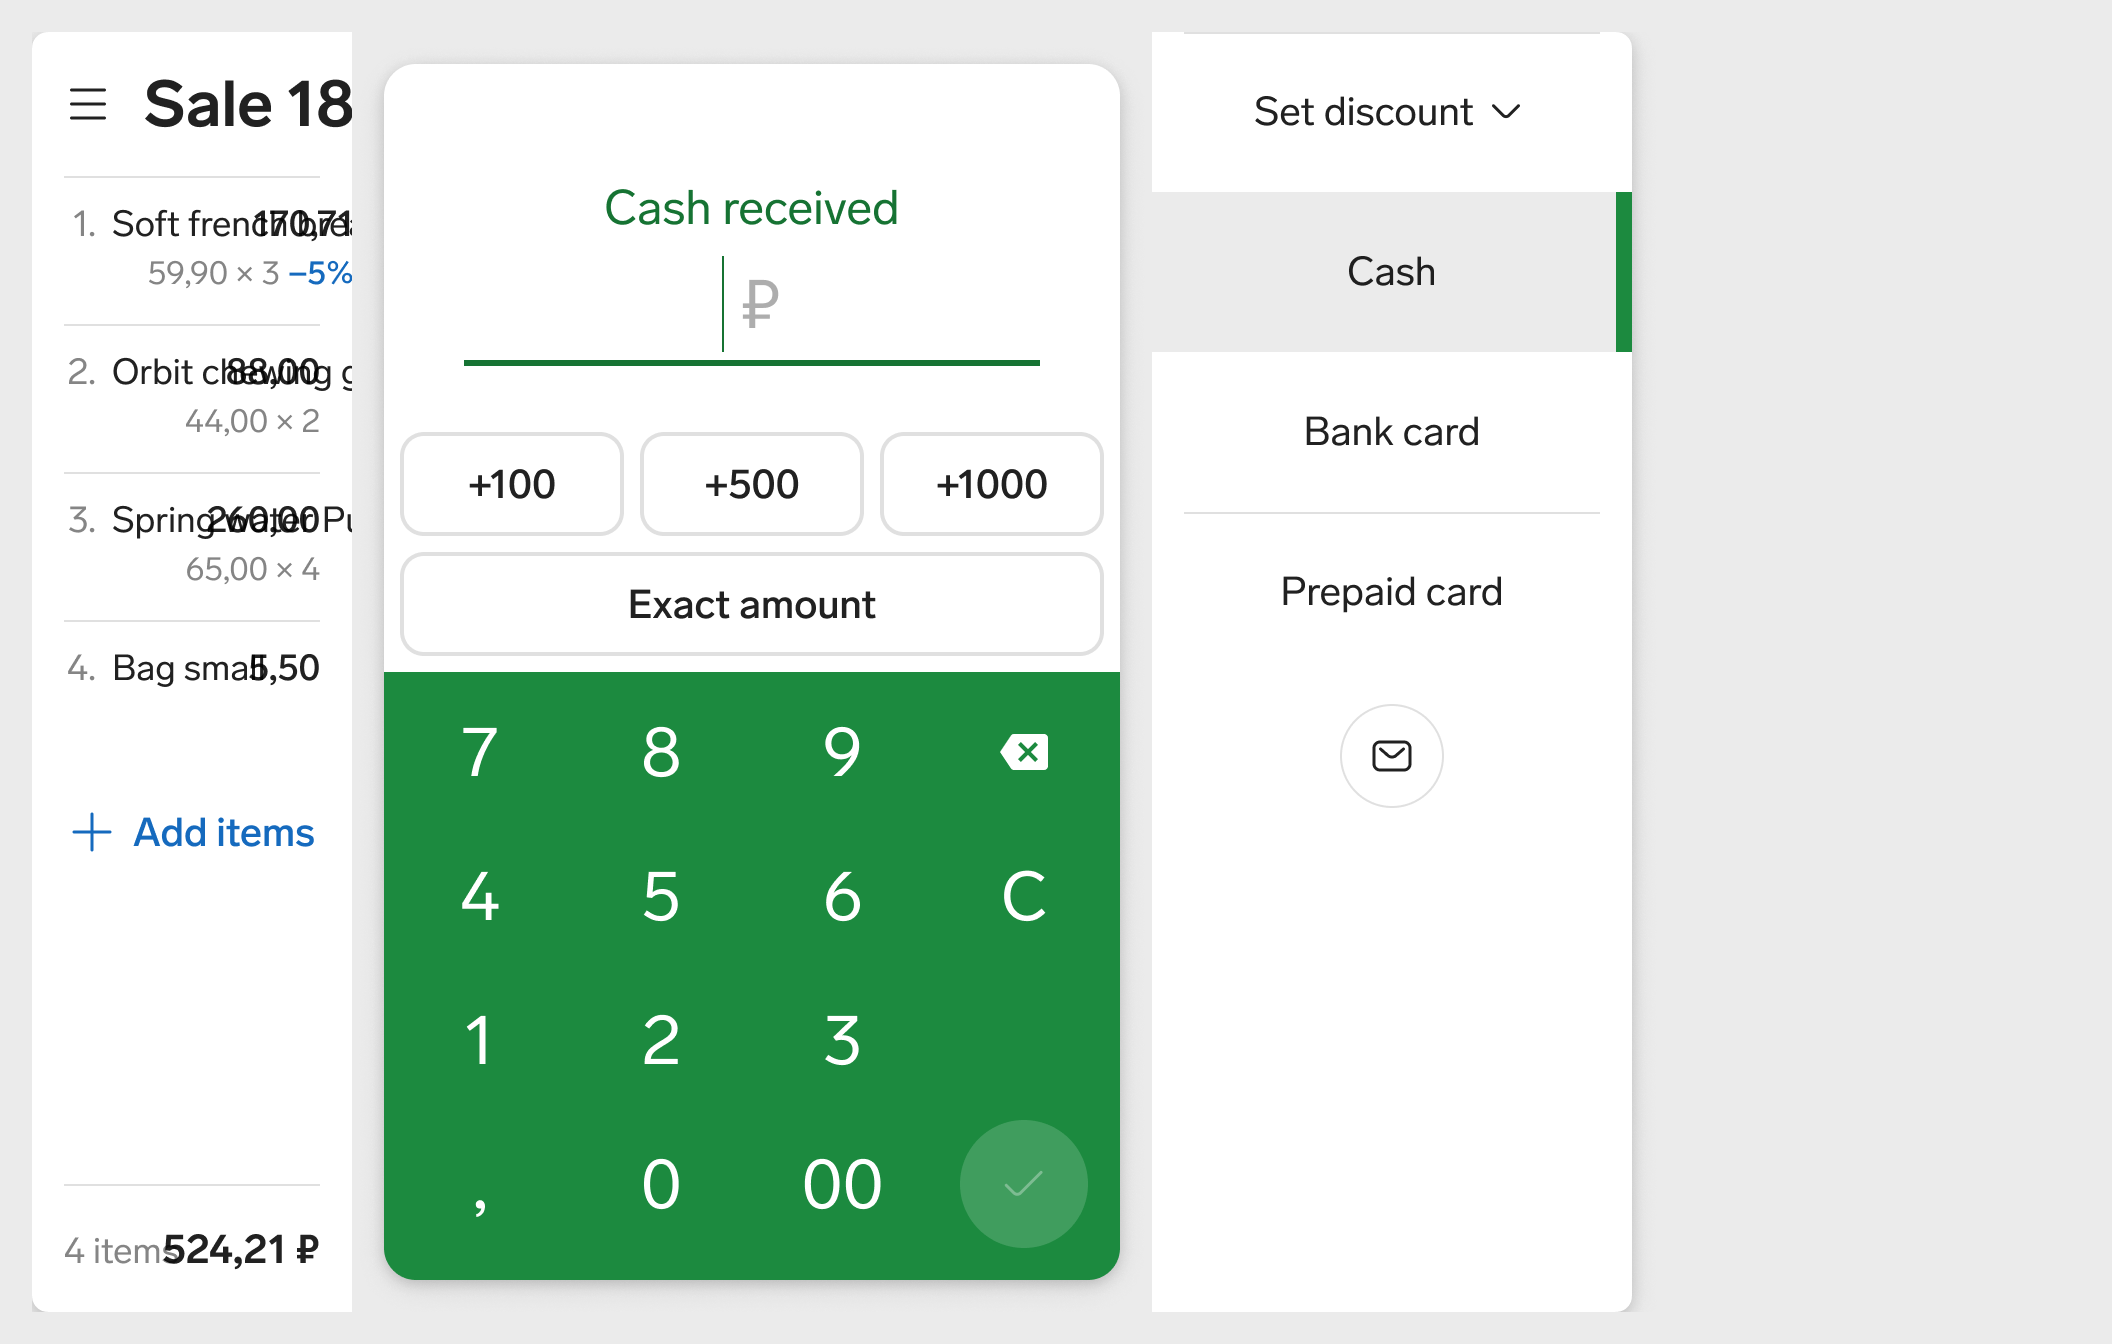 Sale 18
1. Soft french brea 170,71
59,90 × 3 –5%
2. Orbit chewing g 88,00
44,00 × 2
3. Spring water Pu 260,00
65,00 × 4
4. Bag small 5,50
Add items
4 items 524,21 ₽
Cash received
₽
+100 +500 +1000
Exact amount
7 8 9
4 5 6 C
1 2 3
, 0 00
Set discount
Cash
Bank card
Prepaid card